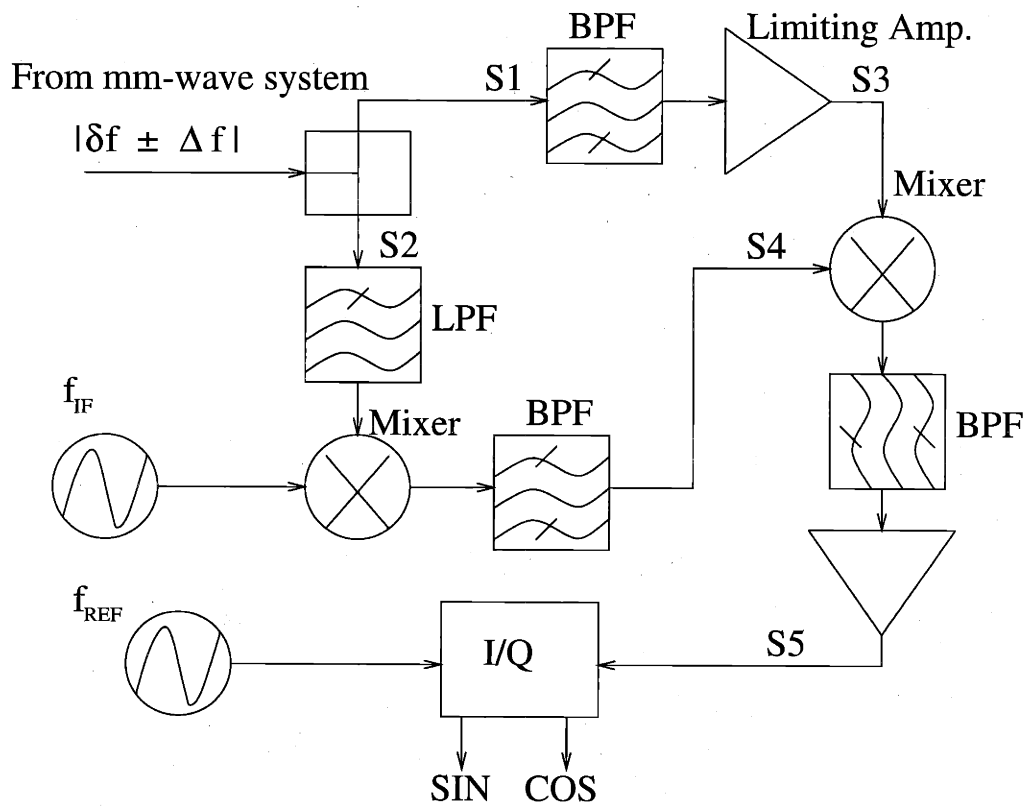 BPF
Limiting Amp.
From mm-wave system
S1
S3
|δf ± Δf|
Mixer
S2
S4
LPF
f_IF
Mixer
BPF
BPF
f_REF
I/Q
S5
SIN
COS